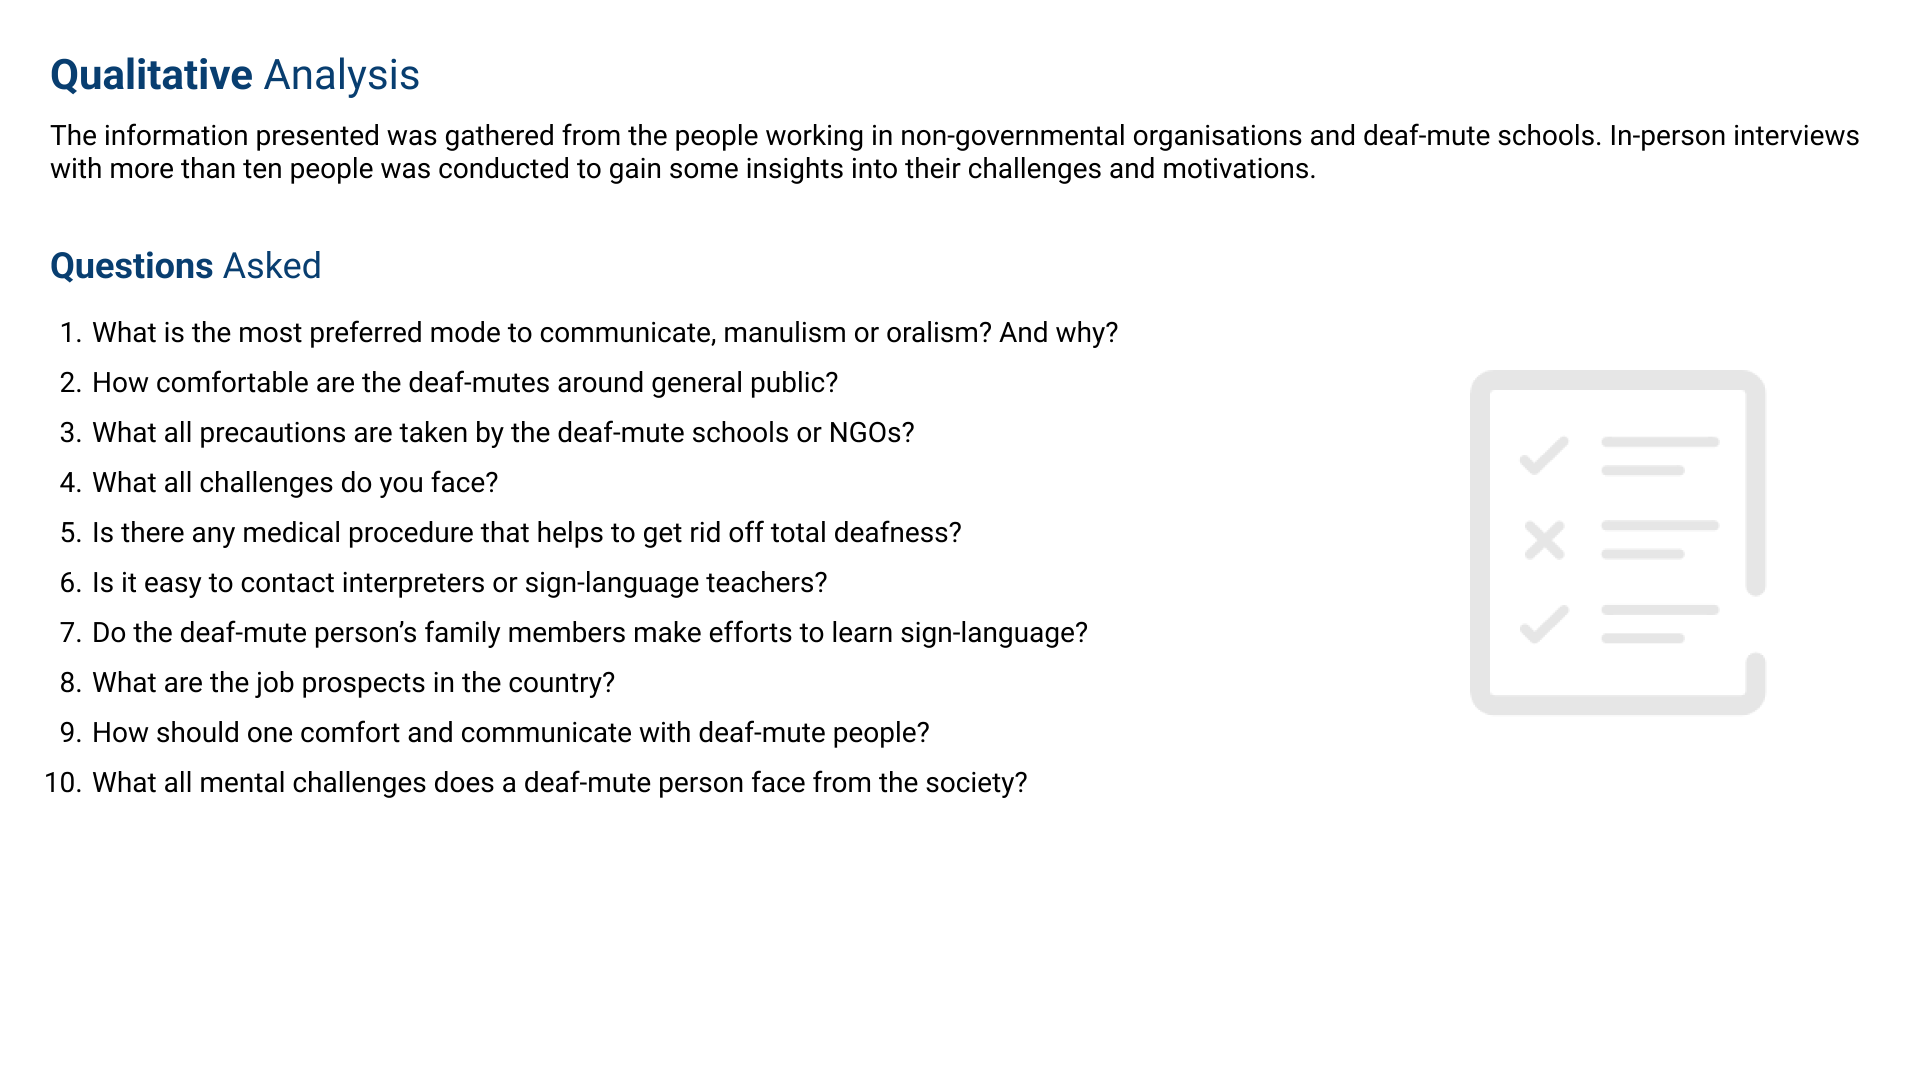 Qualitative Analysis
The information presented was gathered from the people working in non-governmental organisations and deaf-mute schools. In-person interviews
with more than ten people was conducted to gain some insights into their challenges and motivations.
Questions Asked
1. What is the most preferred mode to communicate, manulism or oralism? And why?
2. How comfortable are the deaf-mutes around general public?
3. What all precautions are taken by the deaf-mute schools or NGOs?
4. What all challenges do you face?
5. Is there any medical procedure that helps to get rid off total deafness?
6. Is it easy to contact interpreters or sign-language teachers?
7. Do the deaf-mute person’s family members make efforts to learn sign-language?
8. What are the job prospects in the country?
9. How should one comfort and communicate with deaf-mute people?
10. What all mental challenges does a deaf-mute person face from the society?